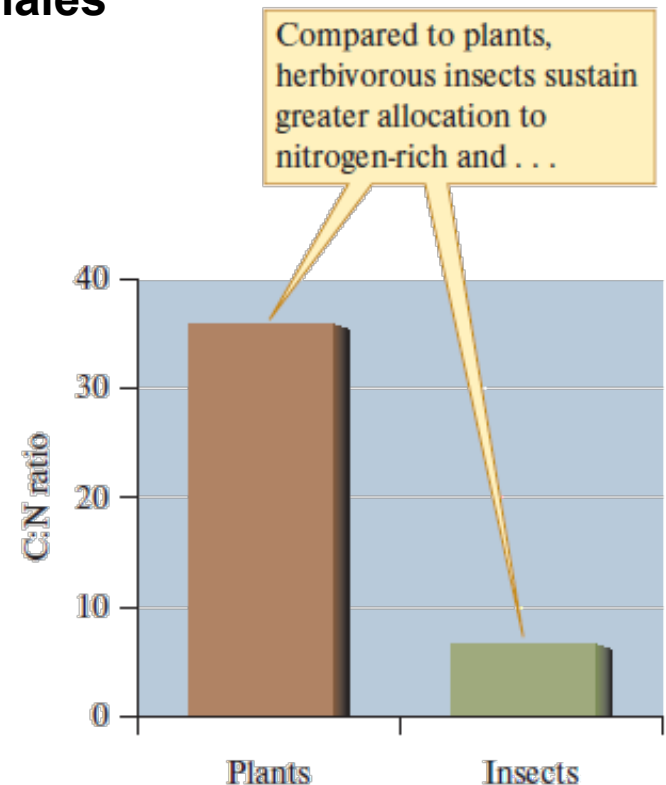 Compared to plants,
herbivorous insects sustain
greater allocation to
nitrogen-rich and . . .
40
30
20
10
0
C:N ratio
Plants
Insects